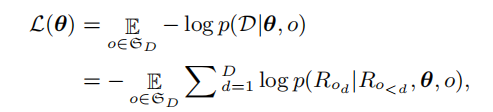 ℒ(𝜽) = 𝔼_{o∈𝔖_D} − log p(𝒟|𝜽, o)
= − 𝔼_{o∈𝔖_D} ∑_{d=1}^{D} log p(R_{o_d}|R_{o_{<d}}, 𝜽, o),